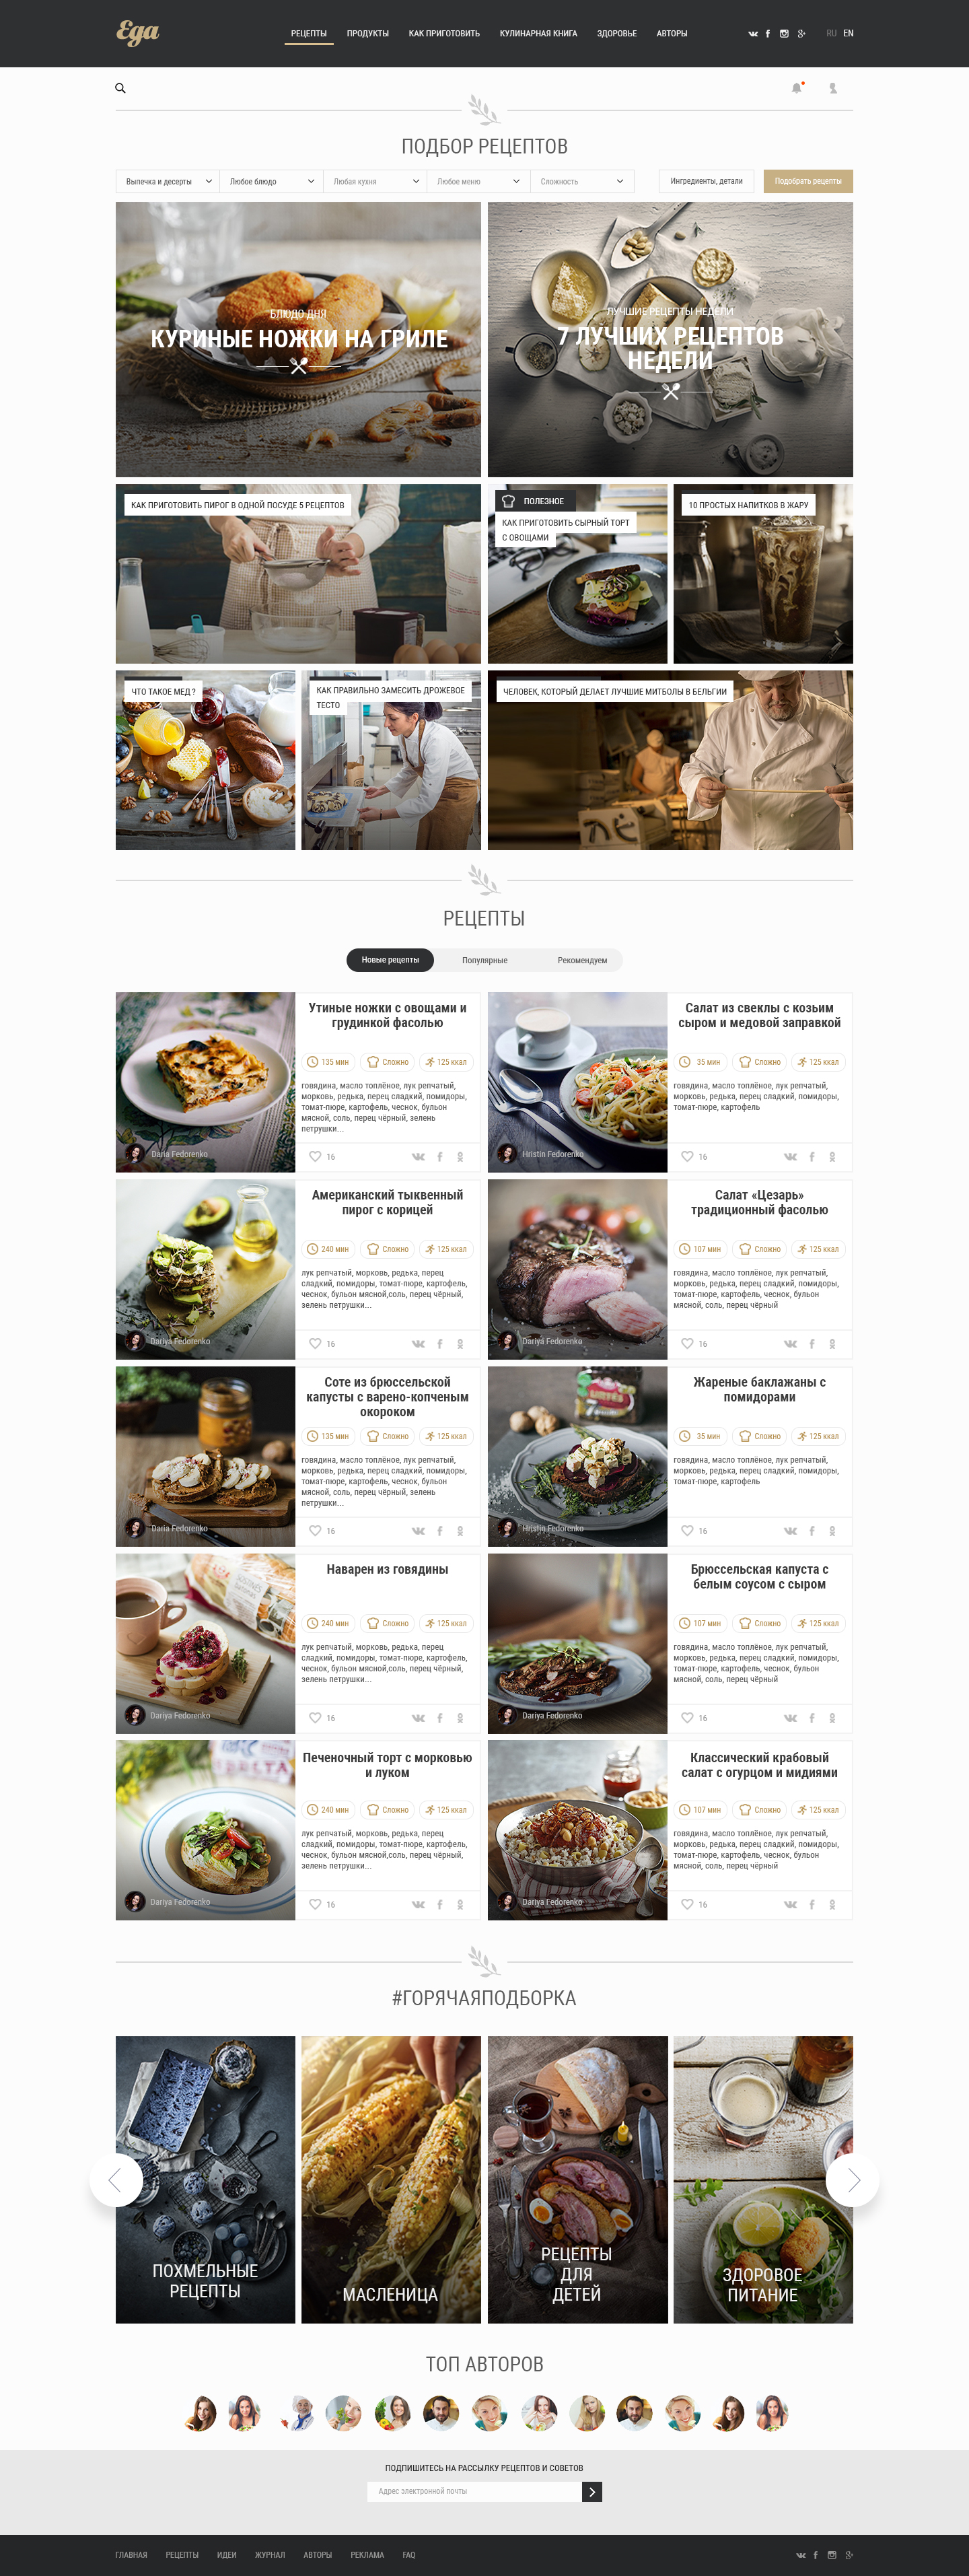 Еда
РЕЦЕПТЫ ПРОДУКТЫ КАК ПРИГОТОВИТЬ КУЛИНАРНАЯ КНИГА ЗДОРОВЬЕ АВТОРЫ
RU EN
ПОДБОР РЕЦЕПТОВ
Выпечка и десерты Любое блюдо Любая кухня Любое меню Сложность Ингредиенты, детали Подобрать рецепты
БЛЮДО ДНЯ
КУРИНЫЕ НОЖКИ НА ГРИЛЕ
ЛУЧШИЕ РЕЦЕПТЫ НЕДЕЛИ
7 ЛУЧШИХ РЕЦЕПТОВ
НЕДЕЛИ
КАК ПРИГОТОВИТЬ ПИРОГ В ОДНОЙ ПОСУДЕ 5 РЕЦЕПТОВ
ПОЛЕЗНОЕ
КАК ПРИГОТОВИТЬ СЫРНЫЙ ТОРТ
С ОВОЩАМИ
10 ПРОСТЫХ НАПИТКОВ В ЖАРУ
ЧТО ТАКОЕ МЕД ?
КАК ПРАВИЛЬНО ЗАМЕСИТЬ ДРОЖЕВОЕ
ТЕСТО
ЧЕЛОВЕК, КОТОРЫЙ ДЕЛАЕТ ЛУЧШИЕ МИТБОЛЫ В БЕЛЬГИИ
РЕЦЕПТЫ
Новые рецепты Популярные Рекомендуем
Утиные ножки с овощами и
грудинкой фасолью
135 мин Сложно 125 ккал
говядина, масло топлёное, лук репчатый,
морковь, редька, перец сладкий, помидоры,
томат-пюре, картофель, чеснок, бульон
мясной, соль, перец чёрный, зелень
петрушки...
Daria Fedorenko
16
Салат из свеклы с козьим
сыром и медовой заправкой
35 мин Сложно 125 ккал
говядина, масло топлёное, лук репчатый,
морковь, редька, перец сладкий, помидоры,
томат-пюре, картофель
Hristin Fedorenko
16
Американский тыквенный
пирог с корицей
240 мин Сложно 125 ккал
лук репчатый, морковь, редька, перец
сладкий, помидоры, томат-пюре, картофель,
чеснок, бульон мясной,соль, перец чёрный,
зелень петрушки...
Dariya Fedorenko
16
Салат «Цезарь»
традиционный фасолью
107 мин Сложно 125 ккал
говядина, масло топлёное, лук репчатый,
морковь, редька, перец сладкий, помидоры,
томат-пюре, картофель, чеснок, бульон
мясной, соль, перец чёрный
Dariya Fedorenko
16
Соте из брюссельской
капусты с варено-копченым
окороком
135 мин Сложно 125 ккал
говядина, масло топлёное, лук репчатый,
морковь, редька, перец сладкий, помидоры,
томат-пюре, картофель, чеснок, бульон
мясной, соль, перец чёрный, зелень
петрушки...
Daria Fedorenko
16
Жареные баклажаны с
помидорами
35 мин Сложно 125 ккал
говядина, масло топлёное, лук репчатый,
морковь, редька, перец сладкий, помидоры,
томат-пюре, картофель
Hristin Fedorenko
16
Наварен из говядины
240 мин Сложно 125 ккал
лук репчатый, морковь, редька, перец
сладкий, помидоры, томат-пюре, картофель,
чеснок, бульон мясной,соль, перец чёрный,
зелень петрушки...
Dariya Fedorenko
16
Брюссельская капуста с
белым соусом с сыром
107 мин Сложно 125 ккал
говядина, масло топлёное, лук репчатый,
морковь, редька, перец сладкий, помидоры,
томат-пюре, картофель, чеснок, бульон
мясной, соль, перец чёрный
Dariya Fedorenko
16
Печеночный торт с морковью
и луком
240 мин Сложно 125 ккал
лук репчатый, морковь, редька, перец
сладкий, помидоры, томат-пюре, картофель,
чеснок, бульон мясной,соль, перец чёрный,
зелень петрушки...
Dariya Fedorenko
16
Классический крабовый
салат с огурцом и мидиями
107 мин Сложно 125 ккал
говядина, масло топлёное, лук репчатый,
морковь, редька, перец сладкий, помидоры,
томат-пюре, картофель, чеснок, бульон
мясной, соль, перец чёрный
Dariya Fedorenko
16
#ГОРЯЧАЯПОДБОРКА
ПОХМЕЛЬНЫЕ
РЕЦЕПТЫ
МАСЛЕНИЦА
РЕЦЕПТЫ
ДЛЯ
ДЕТЕЙ
ЗДОРОВОЕ
ПИТАНИЕ
ТОП АВТОРОВ
ПОДПИШИТЕСЬ НА РАССЫЛКУ РЕЦЕПТОВ И СОВЕТОВ
Адрес электронной почты
ГЛАВНАЯ РЕЦЕПТЫ ИДЕИ ЖУРНАЛ АВТОРЫ РЕКЛАМА FAQ